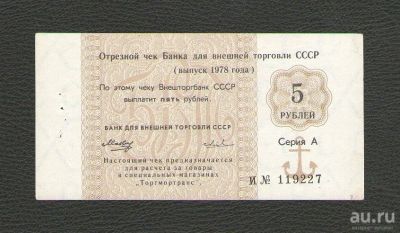 Отрезной чек Банка для внешней торговли СССР
(выпуск 1978 года)
По этому чеку Внешторгбанк СССР
выплатит пять рублей.
БАНК ДЛЯ ВНЕШНЕЙ ТОРГОВЛИ СССР
Настоящий чек предназначается
для расчета за товары
в специальных магазинах
"Торгмортранс".
5
РУБЛЕЙ
Серия А
И № 119227
au.ru